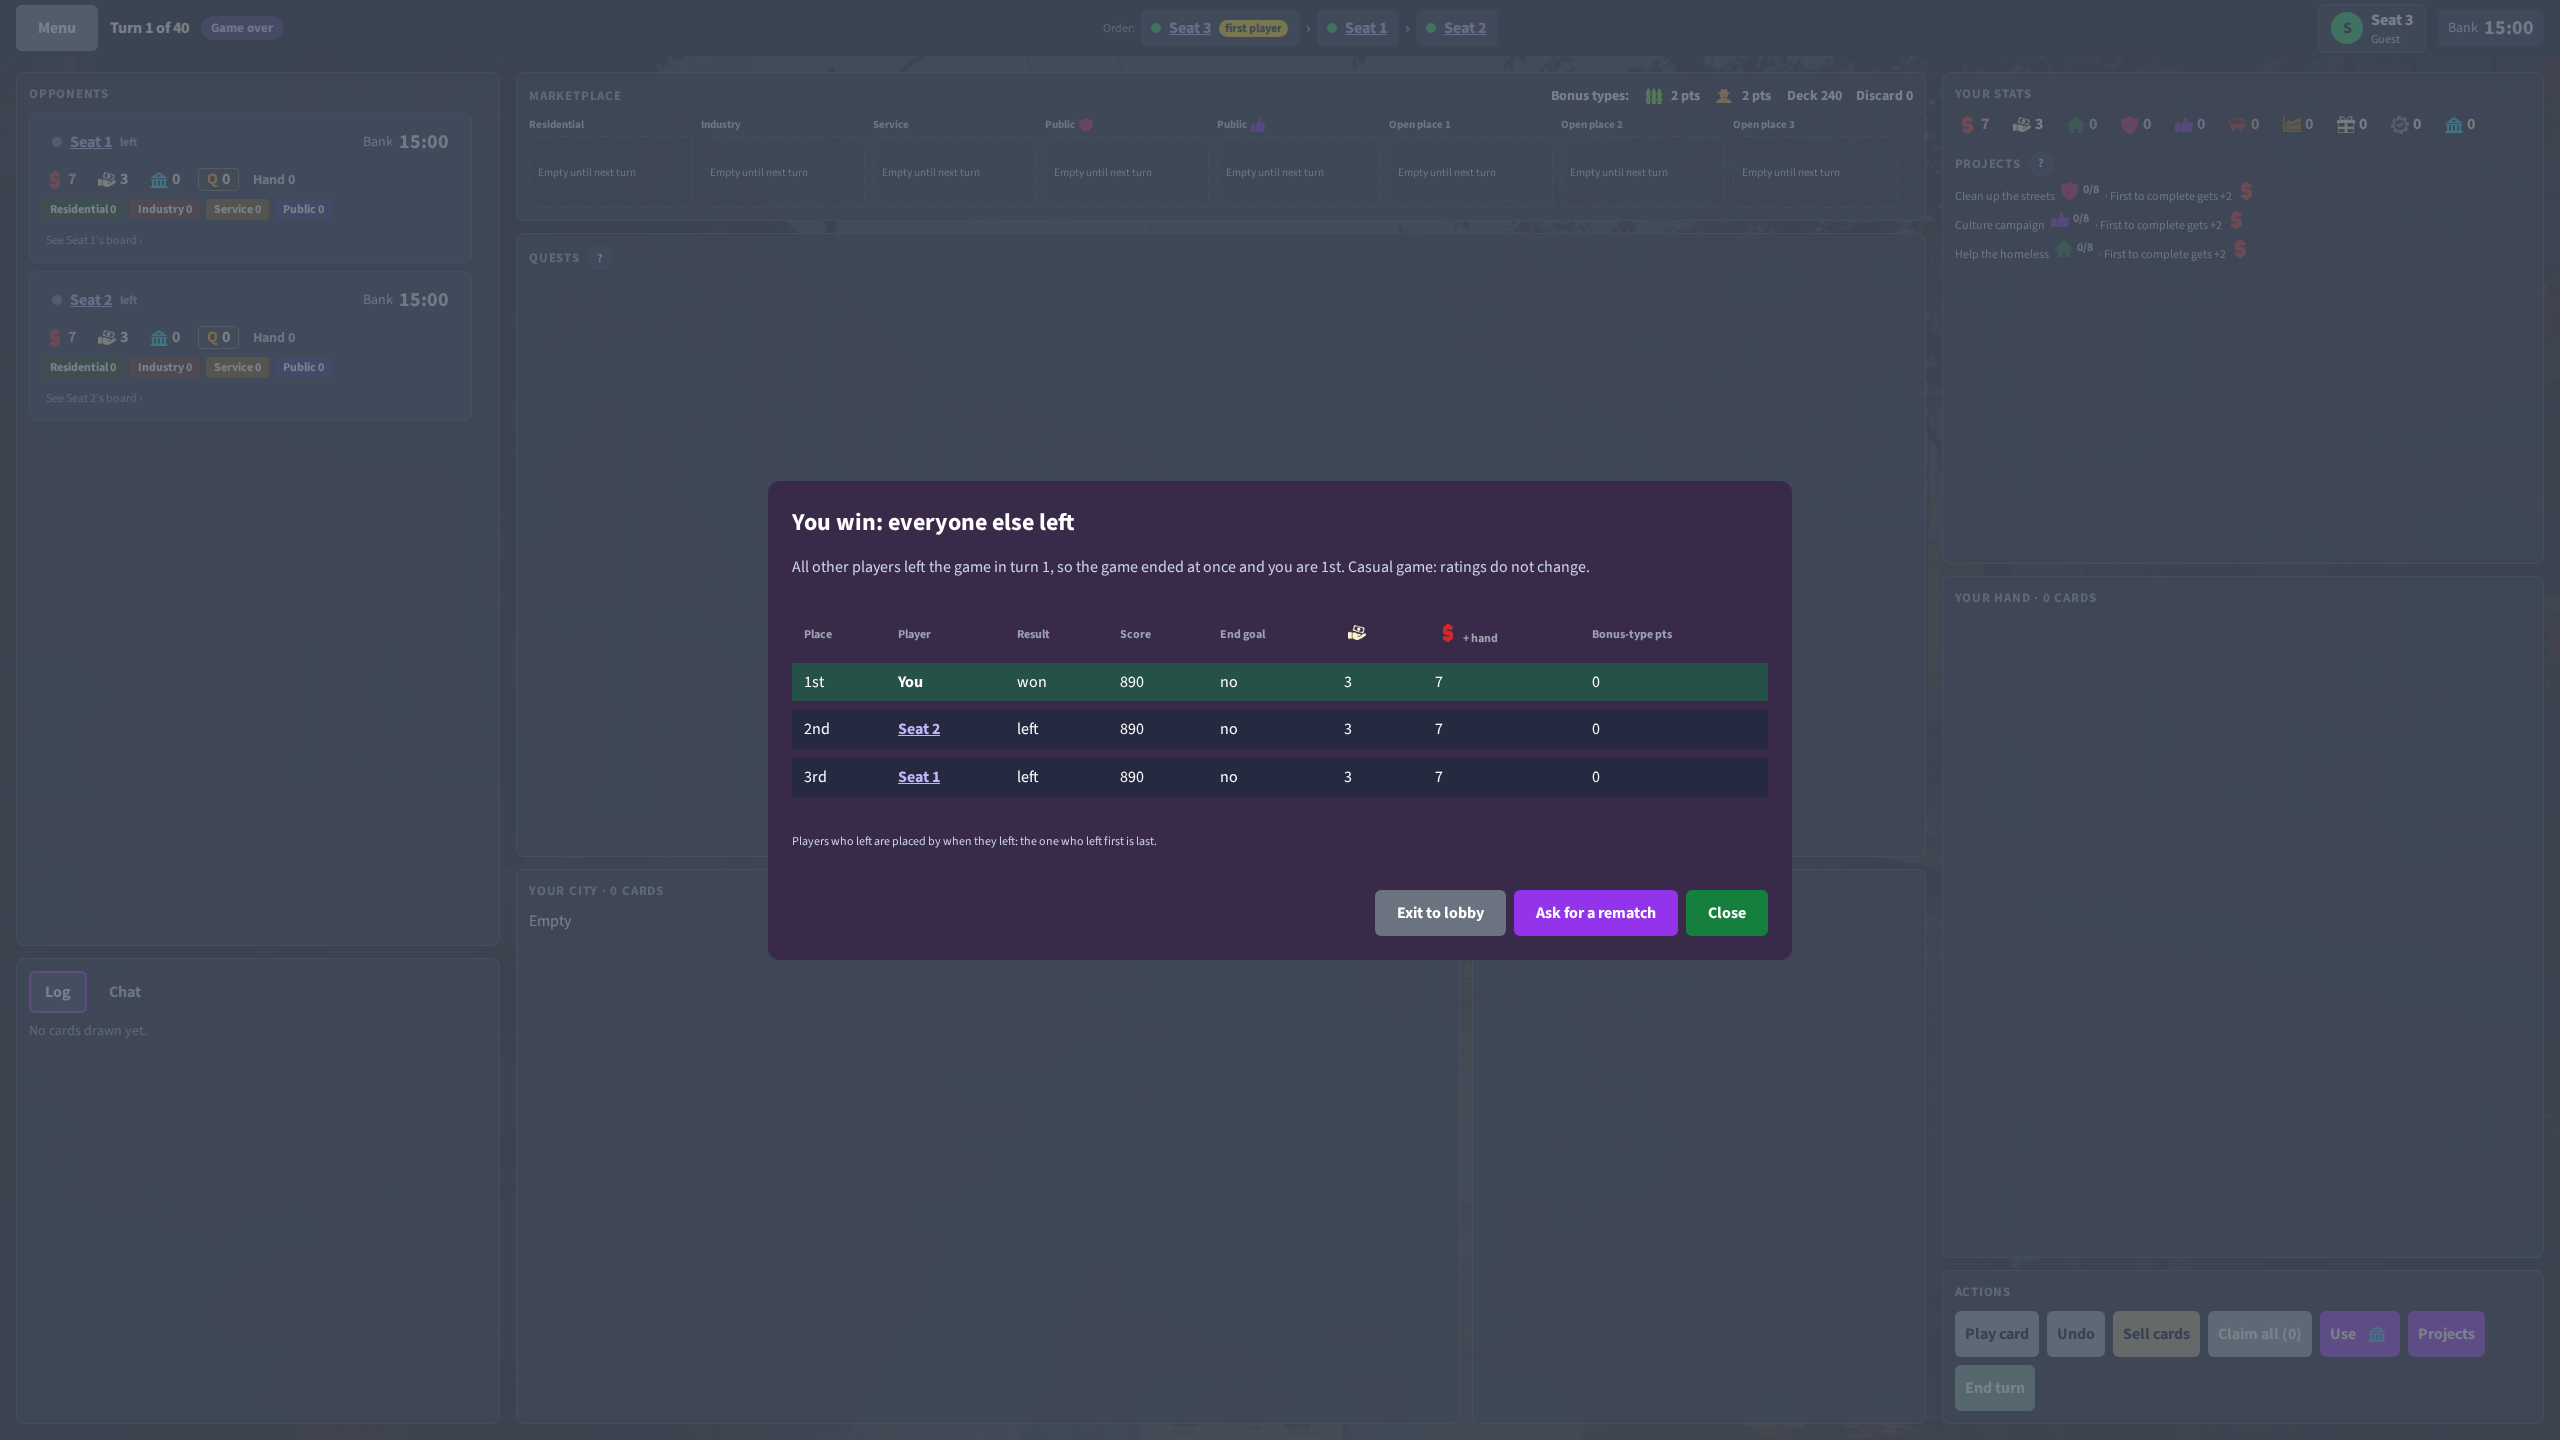 Menu Turn 1 of 40 Game over Order: Seat 3 first player › Seat 1 › Seat 2 S Seat 3 Guest Bank 15:00
OPPONENTS
Seat 1 left Bank 15:00
7 3 0 Q 0 Hand 0
Residential 0 Industry 0 Service 0 Public 0
See Seat 1's board ›
Seat 2 left Bank 15:00
7 3 0 Q 0 Hand 0
Residential 0 Industry 0 Service 0 Public 0
See Seat 2's board ›
MARKETPLACE Bonus types: 2 pts 2 pts Deck 240 Discard 0
Residential Industry Service Public Public Open place 1 Open place 2 Open place 3
Empty until next turn Empty until next turn Empty until next turn Empty until next turn Empty until next turn Empty until next turn Empty until next turn Empty until next turn
QUESTS ?
YOUR STATS
7 3 0 0 0 0 0 0 0 0
PROJECTS ?
Clean up the streets 0/8 · First to complete gets +2
Culture campaign 0/8 · First to complete gets +2
Help the homeless 0/8 · First to complete gets +2
You win: everyone else left
All other players left the game in turn 1, so the game ended at once and you are 1st. Casual game: ratings do not change.
Place Player Result Score End goal + hand Bonus-type pts
1st You won 890 no 3 7 0
2nd Seat 2 left 890 no 3 7 0
3rd Seat 1 left 890 no 3 7 0
Players who left are placed by when they left: the one who left first is last.
Exit to lobby Ask for a rematch Close
YOUR CITY · 0 CARDS
Empty
YOUR HAND · 0 CARDS
Log Chat
No cards drawn yet.
ACTIONS
Play card Undo Sell cards Claim all (0) Use Projects
End turn